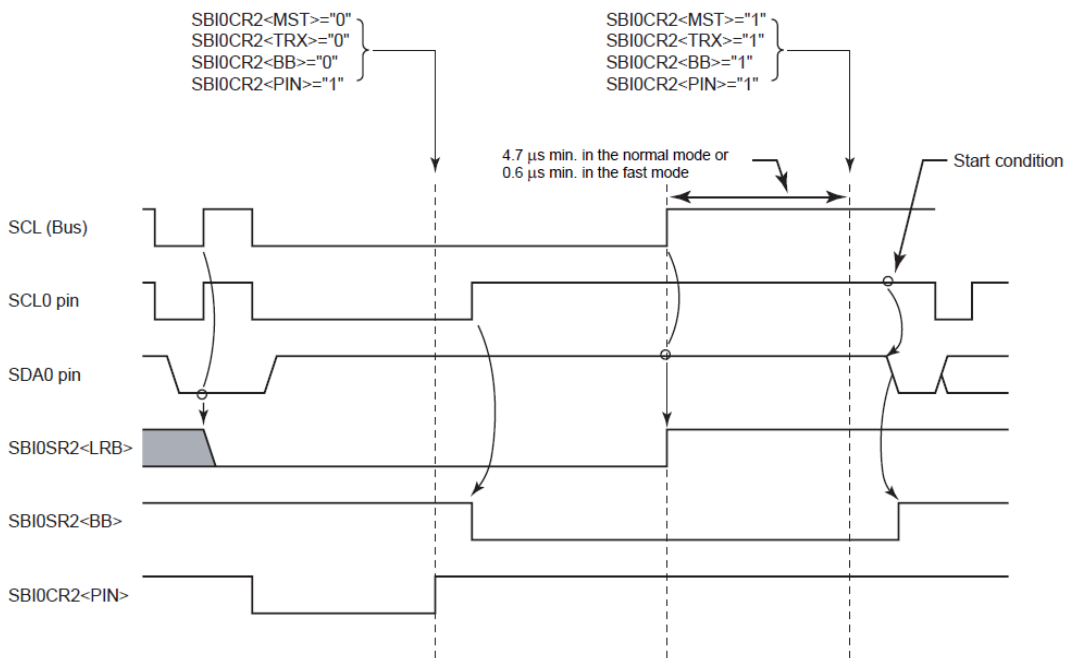 SBI0CR2<MST>="0"
SBI0CR2<TRX>="0"
SBI0CR2<BB>="0"
SBI0CR2<PIN>="1"
SBI0CR2<MST>="1"
SBI0CR2<TRX>="1"
SBI0CR2<BB>="1"
SBI0CR2<PIN>="1"
4.7 μs min. in the normal mode or
0.6 μs min. in the fast mode
Start condition
SCL (Bus)
SCL0 pin
SDA0 pin
SBI0SR2<LRB>
SBI0SR2<BB>
SBI0CR2<PIN>